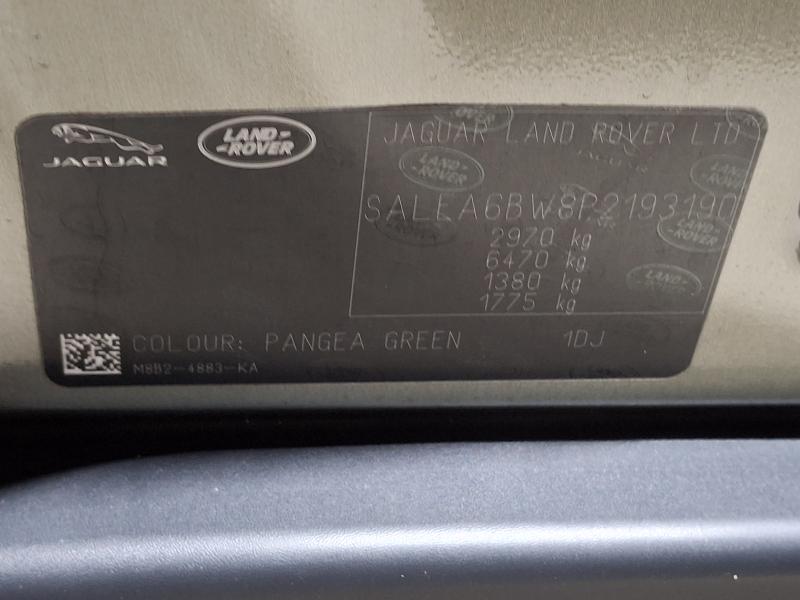 JAGUAR
LAND-
-ROVER
JAGUAR LAND ROVER LTD
SALEA6BW8P2193190
2970 kg
6470 kg
1380 kg
1775 kg
COLOUR: PANGEA GREEN 1DJ
M8B2-4883-KA